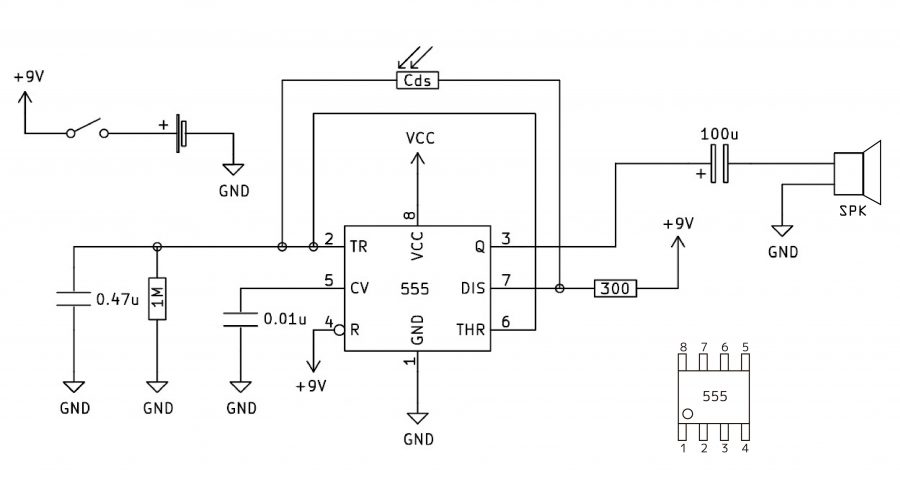 +9V
+
GND
Cds
VCC
100u
+
SPK
GND
+9V
8
VCC
2 TR
Q 3
5 CV
555
DIS 7
300
4 R
GND
THR 6
1
0.47u
1M
0.01u
+9V
GND
GND
GND
GND
8 7 6 5
555
1 2 3 4